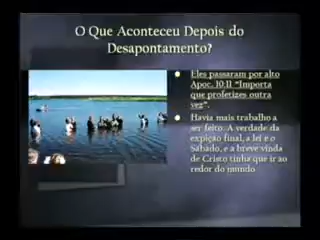 O Que Aconteceu Depois do
Desapontamento?
Eles passaram por alto
Apoc. 10:11 "Importa
que profetizes outra
vez".
Havia mais trabalho a
ser feito. A verdade da
expiação final, a lei e o
Sábado, e a breve vinda
de Cristo tinha que ir ao
redor do mundo